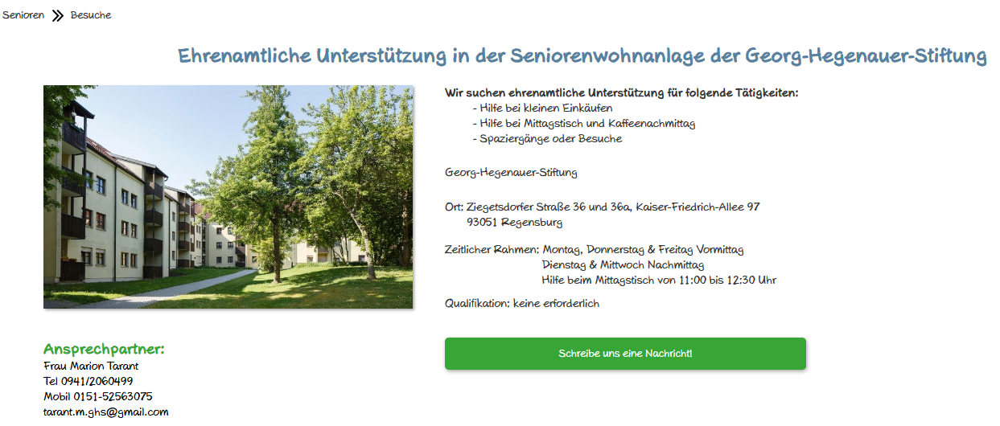 Senioren >> Besuche
Ehrenamtliche Unterstützung in der Seniorenwohnanlage der Georg-Hegenauer-Stiftung
Wir suchen ehrenamtliche Unterstützung für folgende Tätigkeiten:
- Hilfe bei kleinen Einkäufen
- Hilfe bei Mittagstisch und Kaffeenachmittag
- Spaziergänge oder Besuche
Georg-Hegenauer-Stiftung
Ort: Ziegetsdorfer Straße 36 und 36a, Kaiser-Friedrich-Allee 97
93051 Regensburg
Zeitlicher Rahmen: Montag, Donnerstag & Freitag Vormittag
Dienstag & Mittwoch Nachmittag
Hilfe beim Mittagstisch von 11:00 bis 12:30 Uhr
Qualifikation: keine erforderlich
Schreibe uns eine Nachricht!
Ansprechpartner:
Frau Marion Tarant
Tel 0941/2060499
Mobil 0151-52563075
tarant.m.ghs@gmail.com